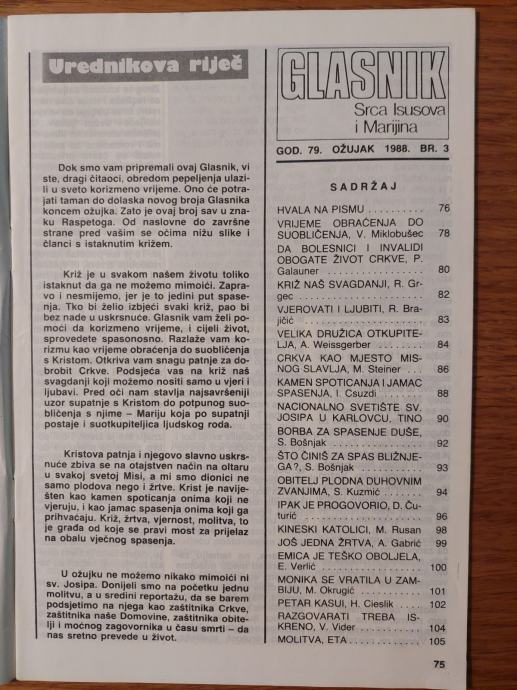 Urednikova riječ
Dok smo vam pripremali ovaj Glasnik, vi
ste, dragi čitaoci, obredom pepeljenja ulazi-
li u sveto korizmeno vrijeme. Ono će potra-
jati taman do dolaska novog broja Glasnika
koncem ožujka. Zato je ovaj broj sav u zna-
ku Raspetoga. Od naslovne do završne
strane pred vašim se očima nižu slike i
članci s istaknutim križem.
Križ je u svakom našem životu toliko
istaknut da ga ne možemo mimoići. Zapra-
vo i nesmijemo, jer je to jedini put spase-
nja. Tko bi želio izbjeći svaki križ, pao bi
bez nade u uskrsnuće. Glasnik vam želi po-
moći da korizmeno vrijeme, i cijeli život,
sprovedete spasonosno. Razlaže vam ko-
rizmu kao vrijeme obraćenja do suobličenja
s Kristom. Otkriva vam snagu patnje za do-
brobit Crkve. Podsjeća vas na križ naš
svagdanji koji možemo nositi samo u vjeri i
ljubavi. Pred oči nam stavlja najsavršeniji
uzor supatnje s Kristom do potpunog suo-
bličenja s njime – Mariju koja po supatnji
postaje i suotkupiteljica ljudskog roda.
Kristova patnja i njegovo slavno uskrs-
nuće zbiva se na otajstven način na oltaru
u svakoj svetoj Misi, a mi smo dionici ne
samo plodova nego i žrtve. Krist je navije-
šten kao kamen spoticanja onima koji ne
vjeruju, i kao jamac spasenja onima koji ga
prihvaćaju. Križ, žrtva, vjernost, molitva, to
je građa od koje se pravi most za prijelaz
na obalu vječnog spasenja.
U ožujku ne možemo nikako mimoići ni
sv. Josipa. Donijeli smo na početku jednu
molitvu, a u sredini reportažu, da se barem
podsjetimo na njega kao zaštitnika Crkve,
zaštitnika naše Domovine, zaštitnika obite-
lji i moćnog zagovornika u času smrti – da
nas sretno prevede u život.
GLASNIK
Srca Isusova
i Marijina
GOD. 79. OŽUJAK 1988. BR. 3
SADRŽAJ
HVALA NA PISMU .......... 76
VRIJEME OBRAĆENJA DO
SUOBLIČENJA, V. Miklobušec 78
DA BOLESNICI I INVALIDI
OBOGATE ŽIVOT CRKVE, P.
Galauner ................ 80
KRIŽ NAŠ SVAGDANJI, R. Gr-
gec ..................... 82
VJEROVATI I LJUBITI, R. Bra-
jičić ................... 83
VELIKA DRUŽICA OTKUPITE-
LJA, A. Weissgerber ...... 84
CRKVA KAO MJESTO MIS-
NOG SLAVLJA, M. Steiner ... 86
KAMEN SPOTICANJA I JAMAC
SPASENJA, I. Csuzdi ...... 88
NACIONALNO SVETIŠTE SV.
JOSIPA U KARLOVCU, TINO 90
BORBA ZA SPASENJE DUŠE,
S. Bošnjak ............... 92
ŠTO ČINIŠ ZA SPAS BLIŽNJE-
GA?, S. Bošnjak .......... 93
OBITELJ PLODNA DUHOVNIM
ZVANJIMA, S. Kuzmić ...... 94
IPAK JE PROGOVORIO, D. Ću-
turić .................... 96
KINESKI KATOLICI, M. Rusan 98
JOŠ JEDNA ŽRTVA, A. Gabrić 99
EMICA JE TEŠKO OBOLJELA,
E. Verlić ................ 100
MONIKA SE VRATILA U ZAM-
BIJU, M. Okrugić ......... 101
PETAR KASUI, H. Cieslik ... 102
RAZGOVARATI TREBA IS-
KRENO, V. Vider .......... 104
MOLITVA, ETA ............. 105
75